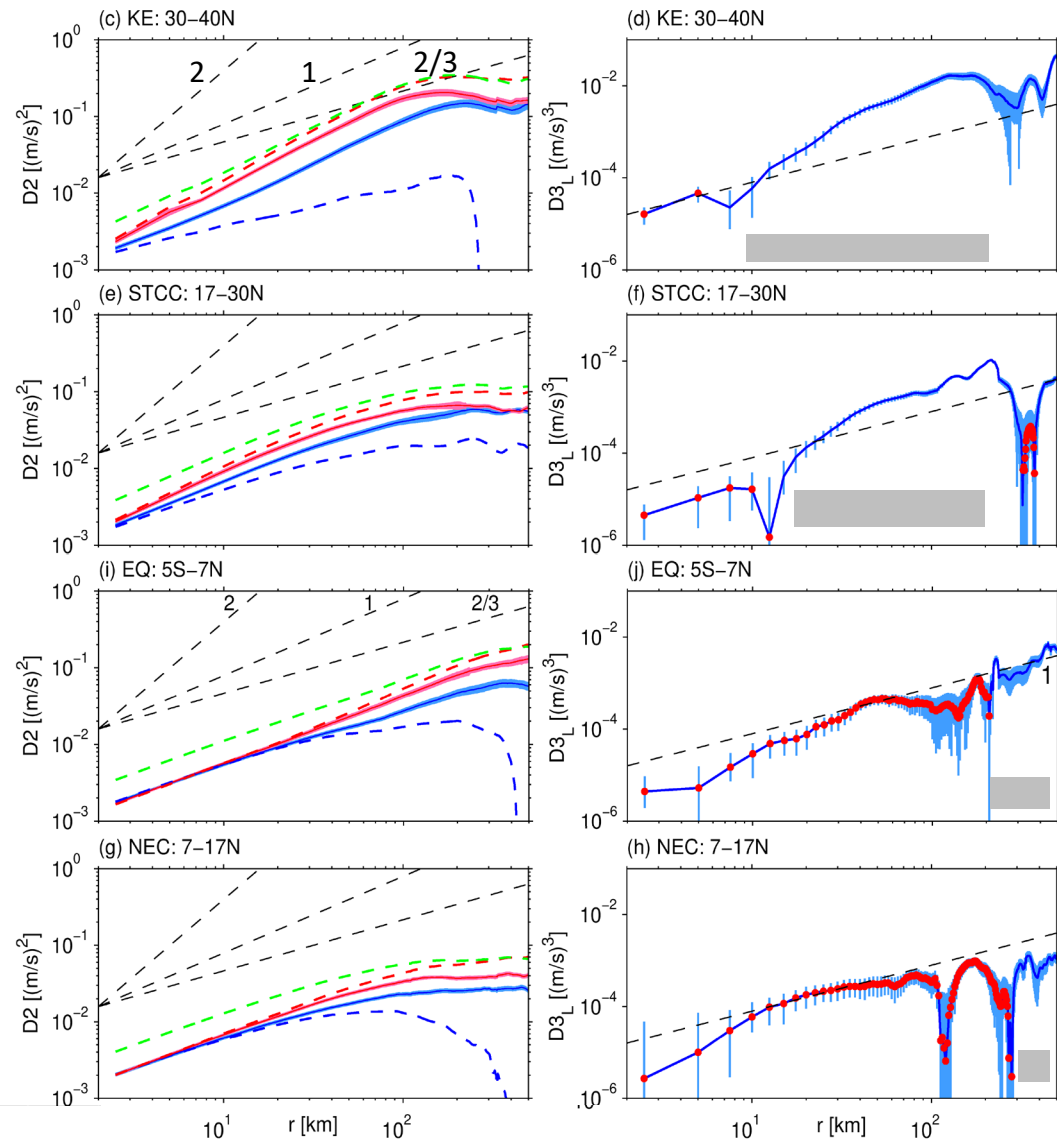 (c) KE: 30−40N
(d) KE: 30−40N
10^0
10^−1
10^−2
10^−3
D2 [(m/s)^2]
2
1
2/3
10^−2
10^−4
10^−6
D3_L [(m/s)^3]
(e) STCC: 17−30N
(f) STCC: 17−30N
10^0
10^−1
10^−2
10^−3
D2 [(m/s)^2]
10^−2
10^−4
10^−6
D3_L [(m/s)^3]
(i) EQ: 5S−7N
(j) EQ: 5S−7N
10^0
10^−1
10^−2
10^−3
D2 [(m/s)^2]
2
1
2/3
10^−2
10^−4
10^−6
D3_L [(m/s)^3]
1
(g) NEC: 7−17N
(h) NEC: 7−17N
10^0
10^−1
10^−2
10^−3
D2 [(m/s)^2]
10^−2
10^−4
10^−6
D3_L [(m/s)^3]
10^1 r [km] 10^2
10^1 r [km] 10^2